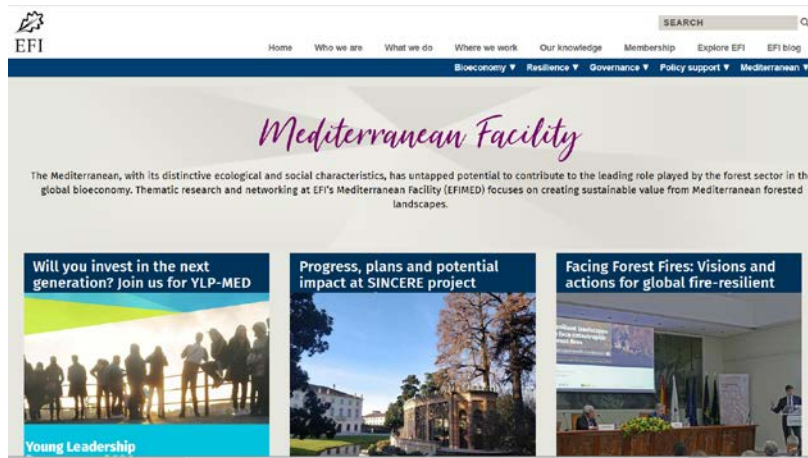 SEARCH
EFI
Home Who we are What we do Where we work Our knowledge Membership Explore EFI EFI blog
Bioeconomy ▼ Resilience ▼ Governance ▼ Policy support ▼ Mediterranean ▼
Mediterranean Facility
The Mediterranean, with its distinctive ecological and social characteristics, has untapped potential to contribute to the leading role played by the forest sector in th
global bioeconomy. Thematic research and networking at EFI's Mediterranean Facility (EFIMED) focuses on creating sustainable value from Mediterranean forested
landscapes.
Will you invest in the next
generation? Join us for YLP-MED
Progress, plans and potential
impact at SINCERE project
Facing Forest Fires: Visions and
actions for global fire-resilient
Young Leadership